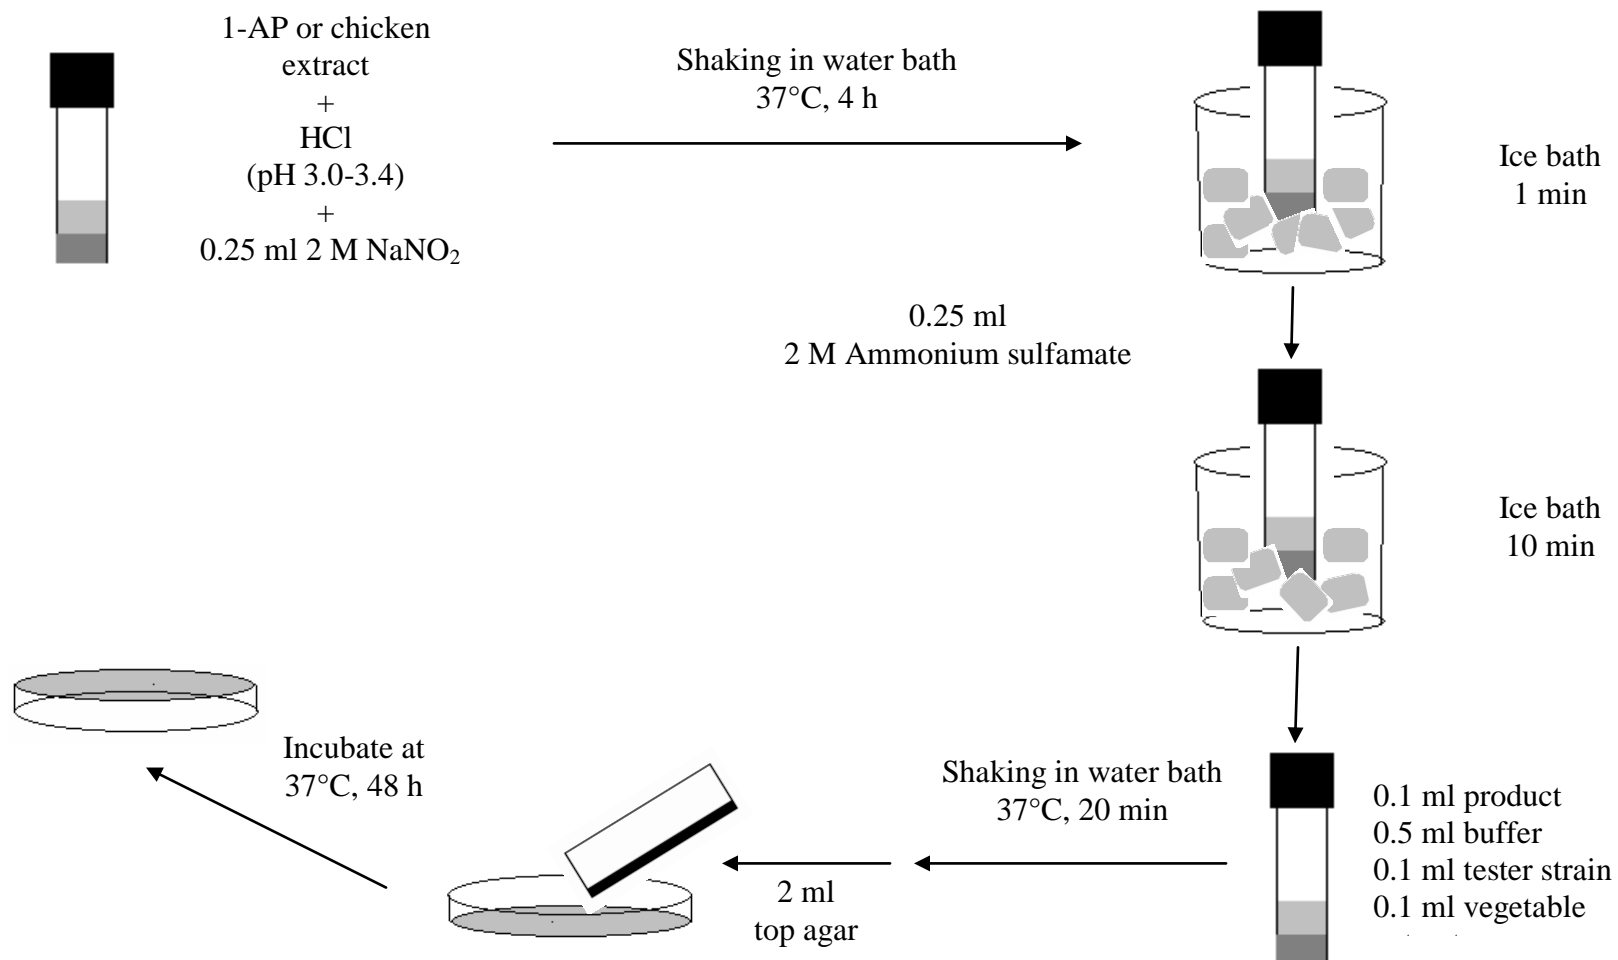 1-AP or chicken
extract
+
HCl
(pH 3.0-3.4)
+
0.25 ml 2 M NaNO₂
Shaking in water bath
37°C, 4 h
Ice bath
1 min
0.25 ml
2 M Ammonium sulfamate
Ice bath
10 min
0.1 ml product
0.5 ml buffer
0.1 ml tester strain
0.1 ml vegetable
Shaking in water bath
37°C, 20 min
2 ml
top agar
Incubate at
37°C, 48 h